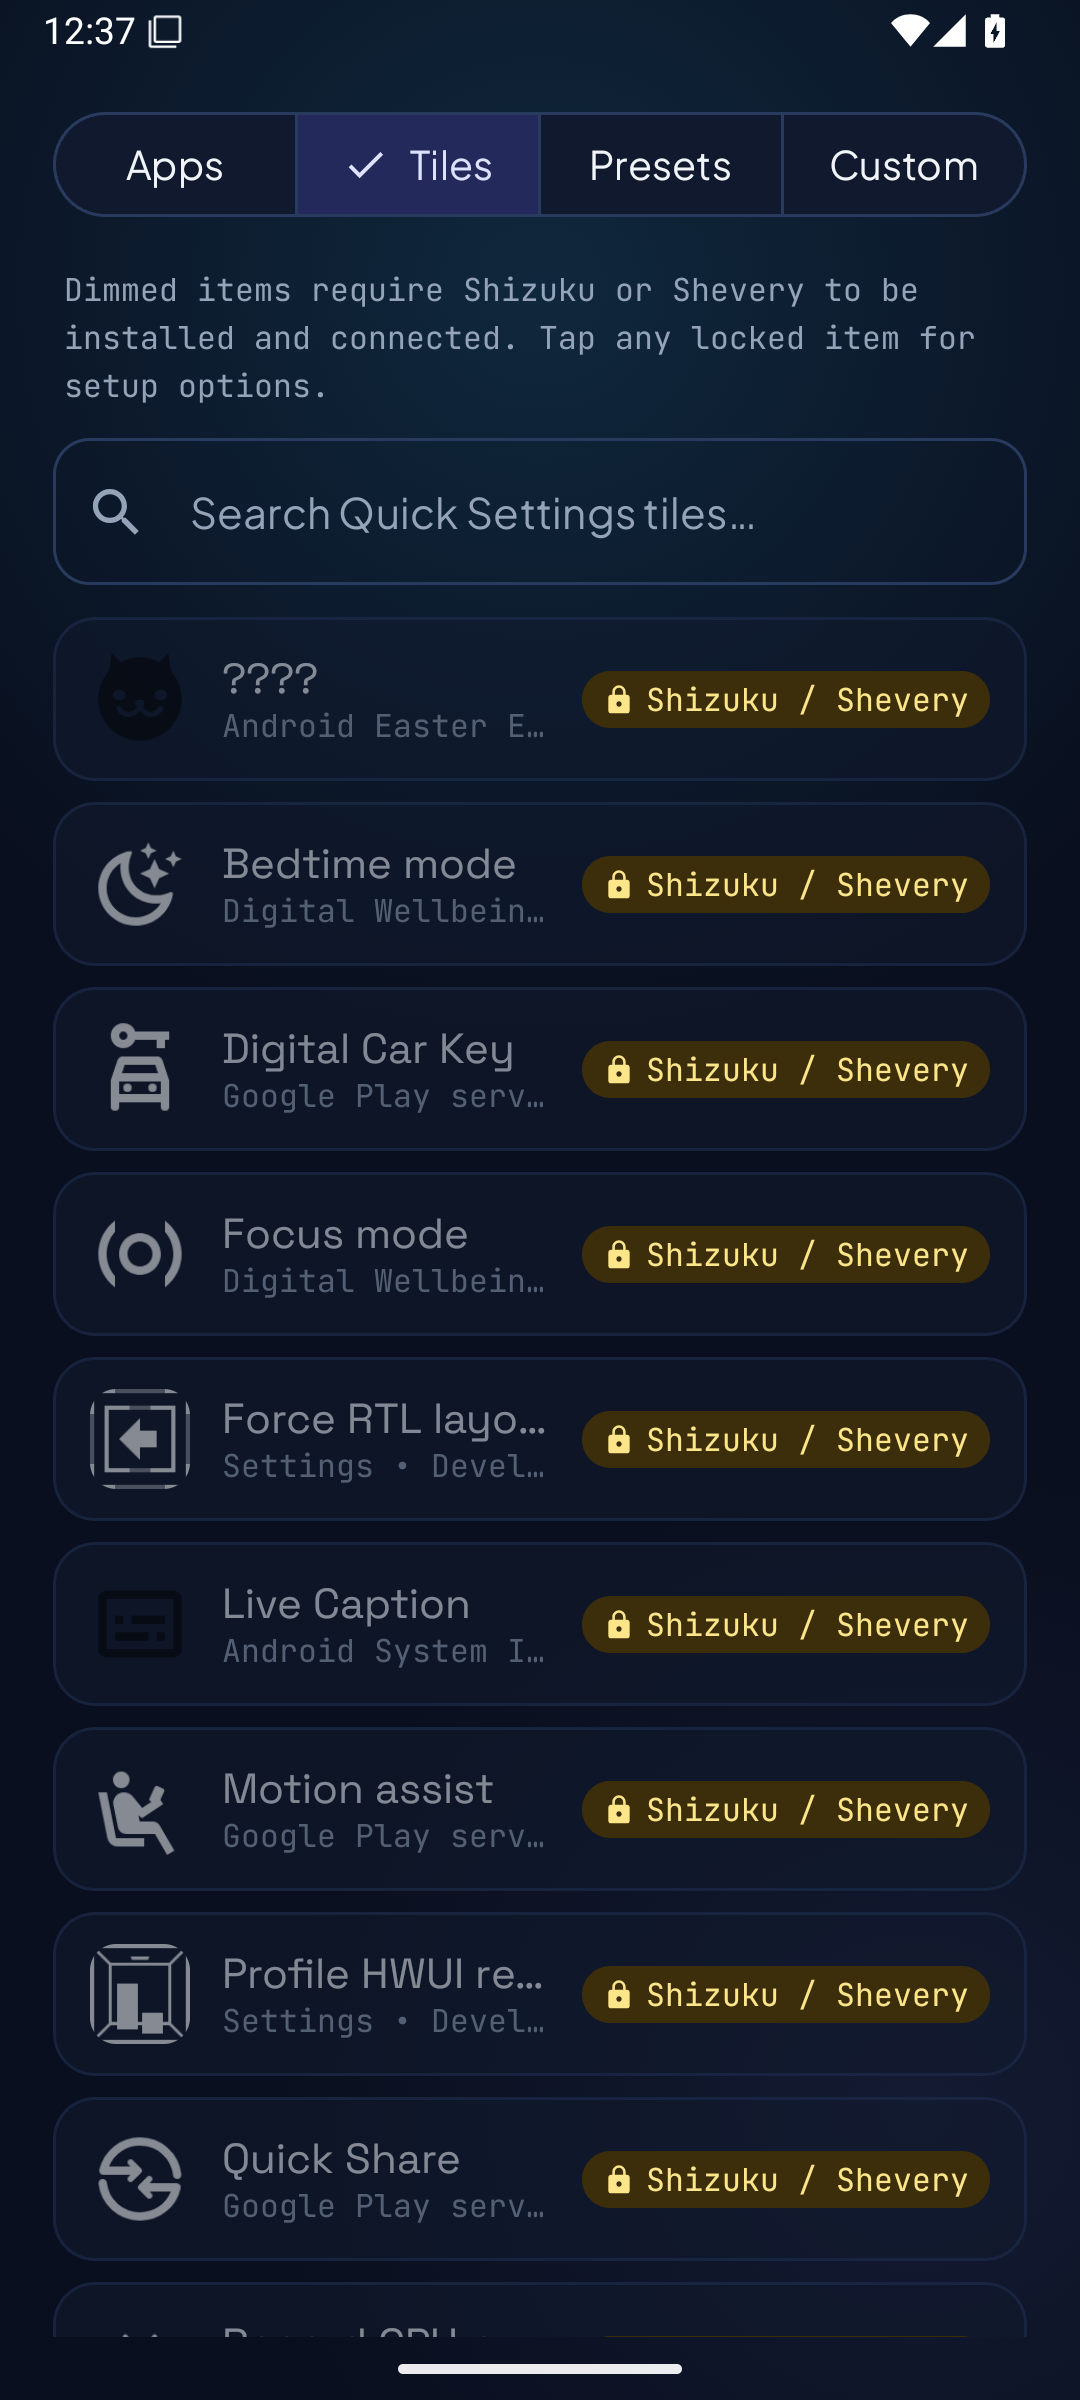 12:37
Apps
Tiles
Presets
Custom
Dimmed items require Shizuku or Shevery to be
installed and connected. Tap any locked item for
setup options.
Search Quick Settings tiles...
????
Android Easter E…
Shizuku / Shevery
Bedtime mode
Digital Wellbein…
Shizuku / Shevery
Digital Car Key
Google Play serv…
Shizuku / Shevery
Focus mode
Digital Wellbein…
Shizuku / Shevery
Force RTL layo…
Settings • Devel…
Shizuku / Shevery
Live Caption
Android System I…
Shizuku / Shevery
Motion assist
Google Play serv…
Shizuku / Shevery
Profile HWUI re…
Settings • Devel…
Shizuku / Shevery
Quick Share
Google Play serv…
Shizuku / Shevery